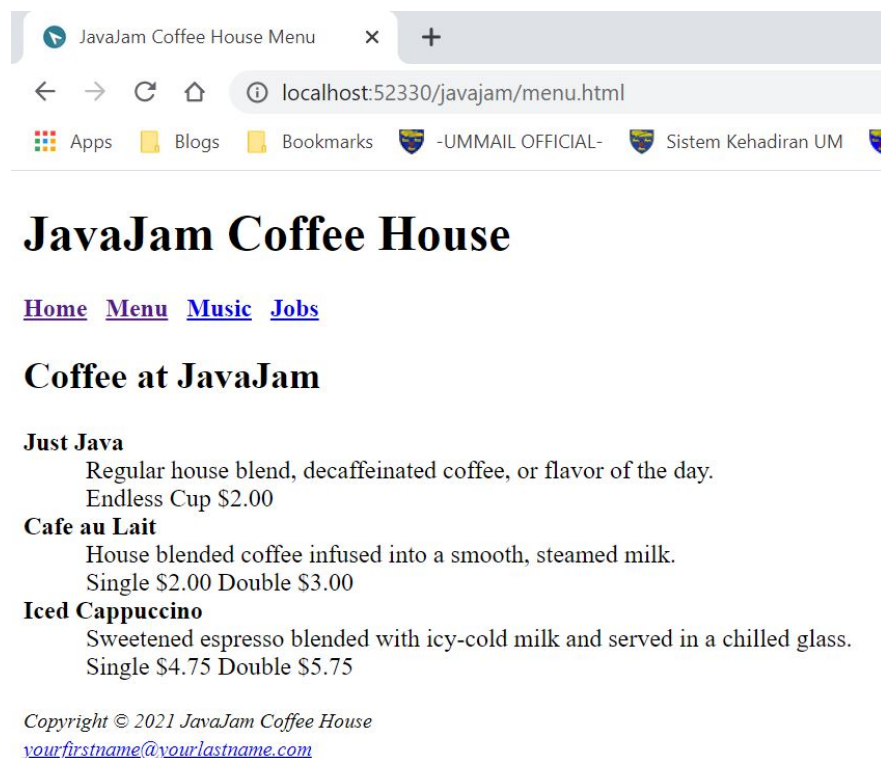 JavaJam Coffee House Menu
localhost:52330/javajam/menu.html
Apps Blogs Bookmarks -UMMAIL OFFICIAL- Sistem Kehadiran UM
JavaJam Coffee House
Home Menu Music Jobs
Coffee at JavaJam
Just Java
Regular house blend, decaffeinated coffee, or flavor of the day.
Endless Cup $2.00
Cafe au Lait
House blended coffee infused into a smooth, steamed milk.
Single $2.00 Double $3.00
Iced Cappuccino
Sweetened espresso blended with icy-cold milk and served in a chilled glass.
Single $4.75 Double $5.75
Copyright © 2021 JavaJam Coffee House
yourfirstname@yourlastname.com